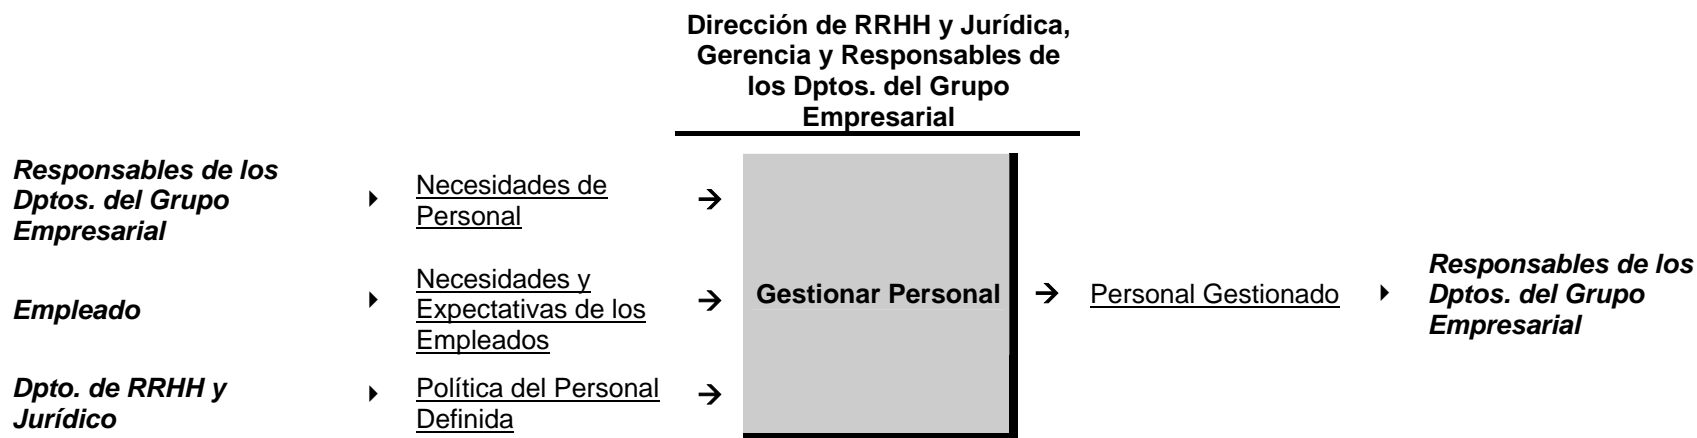 Dirección de RRHH y Jurídica,
Gerencia y Responsables de
los Dptos. del Grupo
Empresarial
Responsables de los
Dptos. del Grupo
Empresarial
Necesidades de
Personal
Empleado
Necesidades y
Expectativas de los
Empleados
Dpto. de RRHH y
Jurídico
Política del Personal
Definida
Gestionar Personal
Personal Gestionado
Responsables de los
Dptos. del Grupo
Empresarial